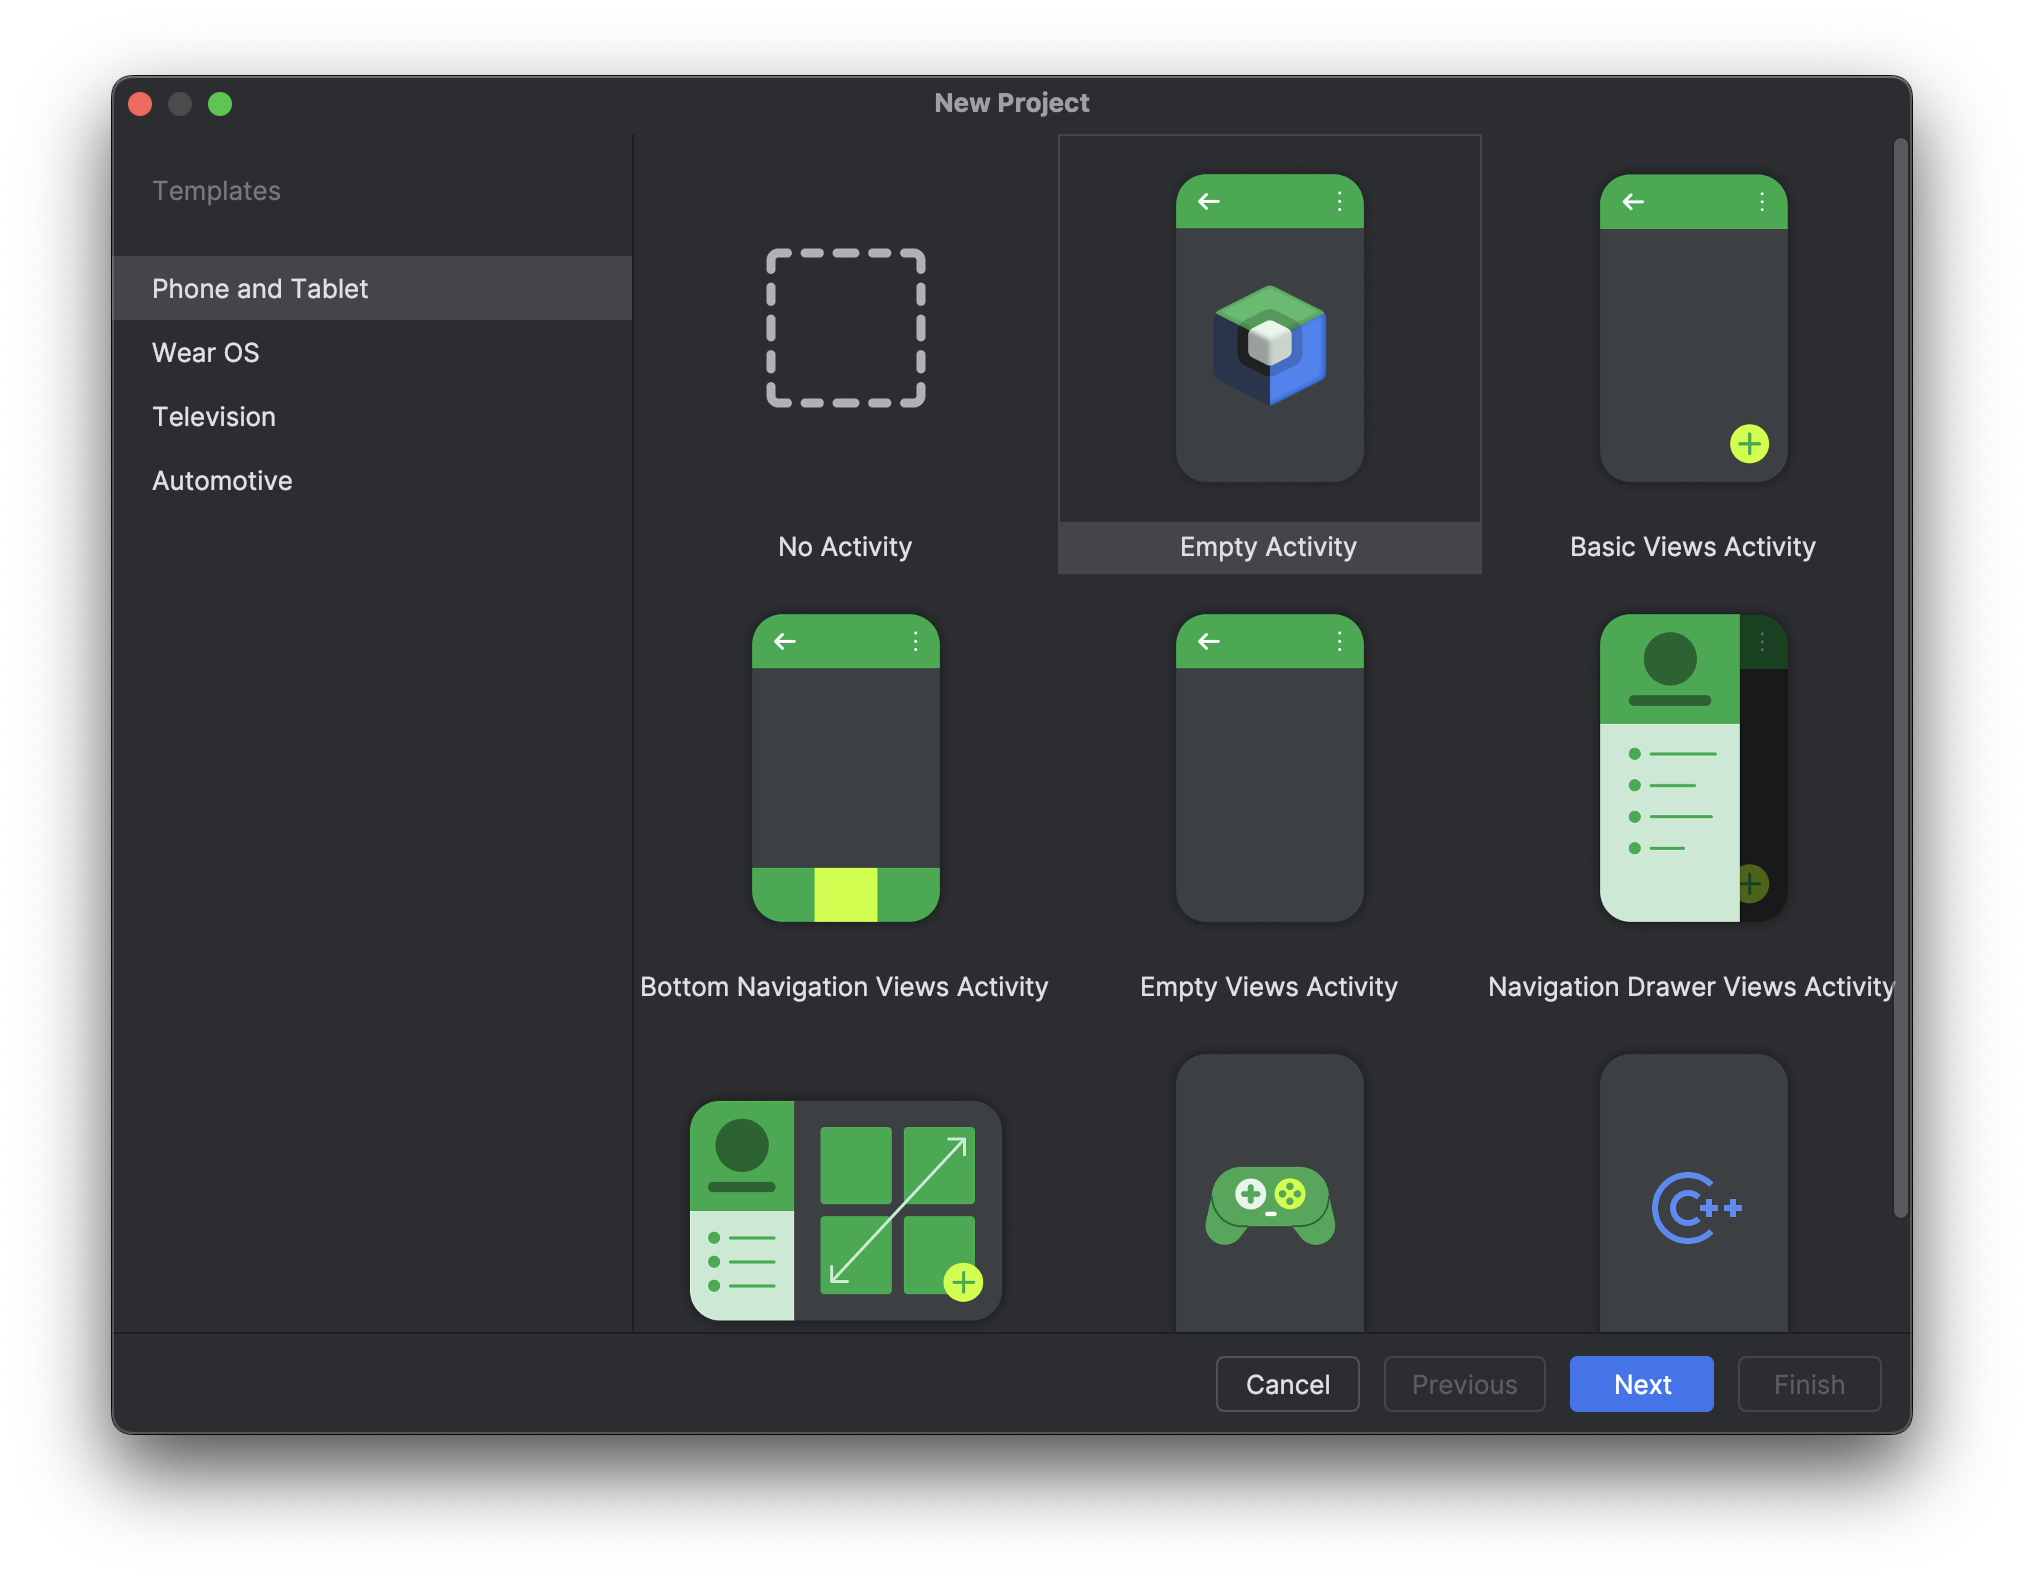 New Project
Templates
Phone and Tablet
Wear OS
Television
Automotive
No Activity
Empty Activity
Basic Views Activity
Bottom Navigation Views Activity
Empty Views Activity
Navigation Drawer Views Activity
C++
Cancel
Previous
Next
Finish